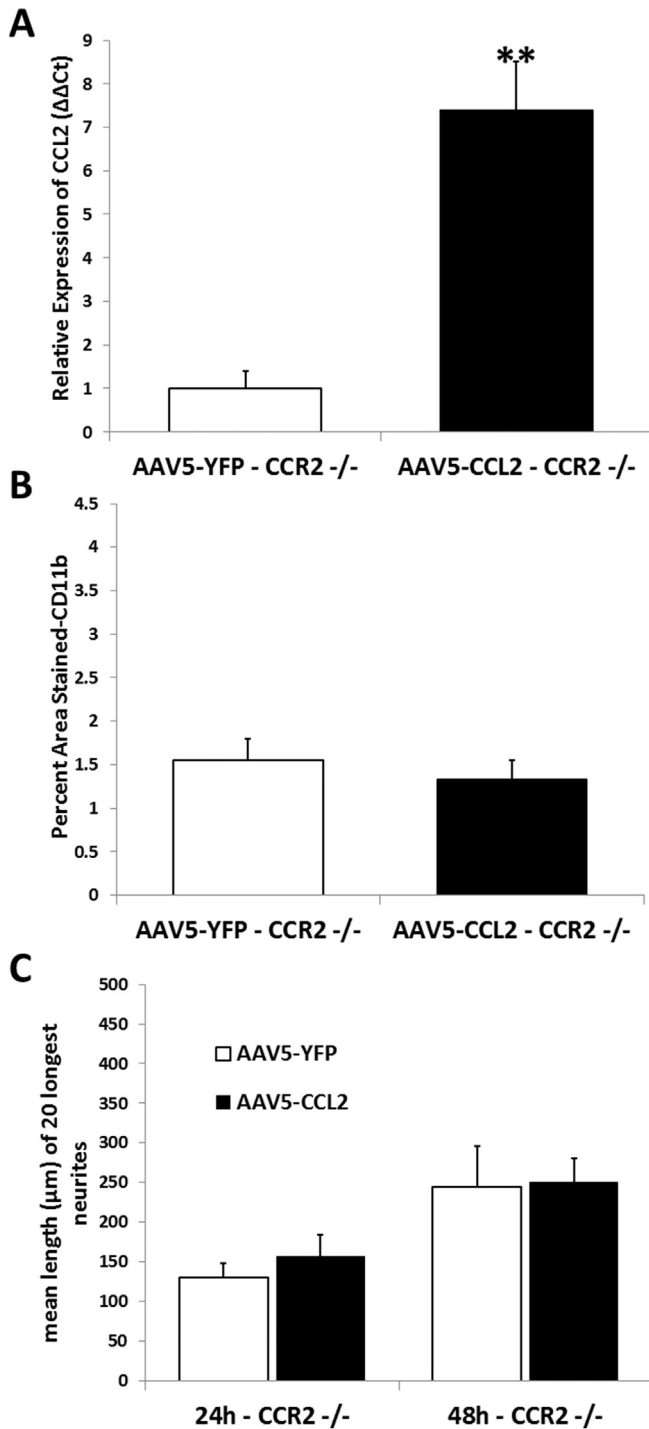 A
Relative Expression of CCL2 (ΔΔCt)
9
8
7
6
5
4
3
2
1
0
**
AAV5-YFP - CCR2 -/-
AAV5-CCL2 - CCR2 -/-
B
Percent Area Stained-CD11b
4.5
4
3.5
3
2.5
2
1.5
1
0.5
0
AAV5-YFP - CCR2 -/-
AAV5-CCL2 - CCR2 -/-
C
mean length (µm) of 20 longest
neurites
500
450
400
350
300
250
200
150
100
50
0
AAV5-YFP
AAV5-CCL2
24h - CCR2 -/-
48h - CCR2 -/-